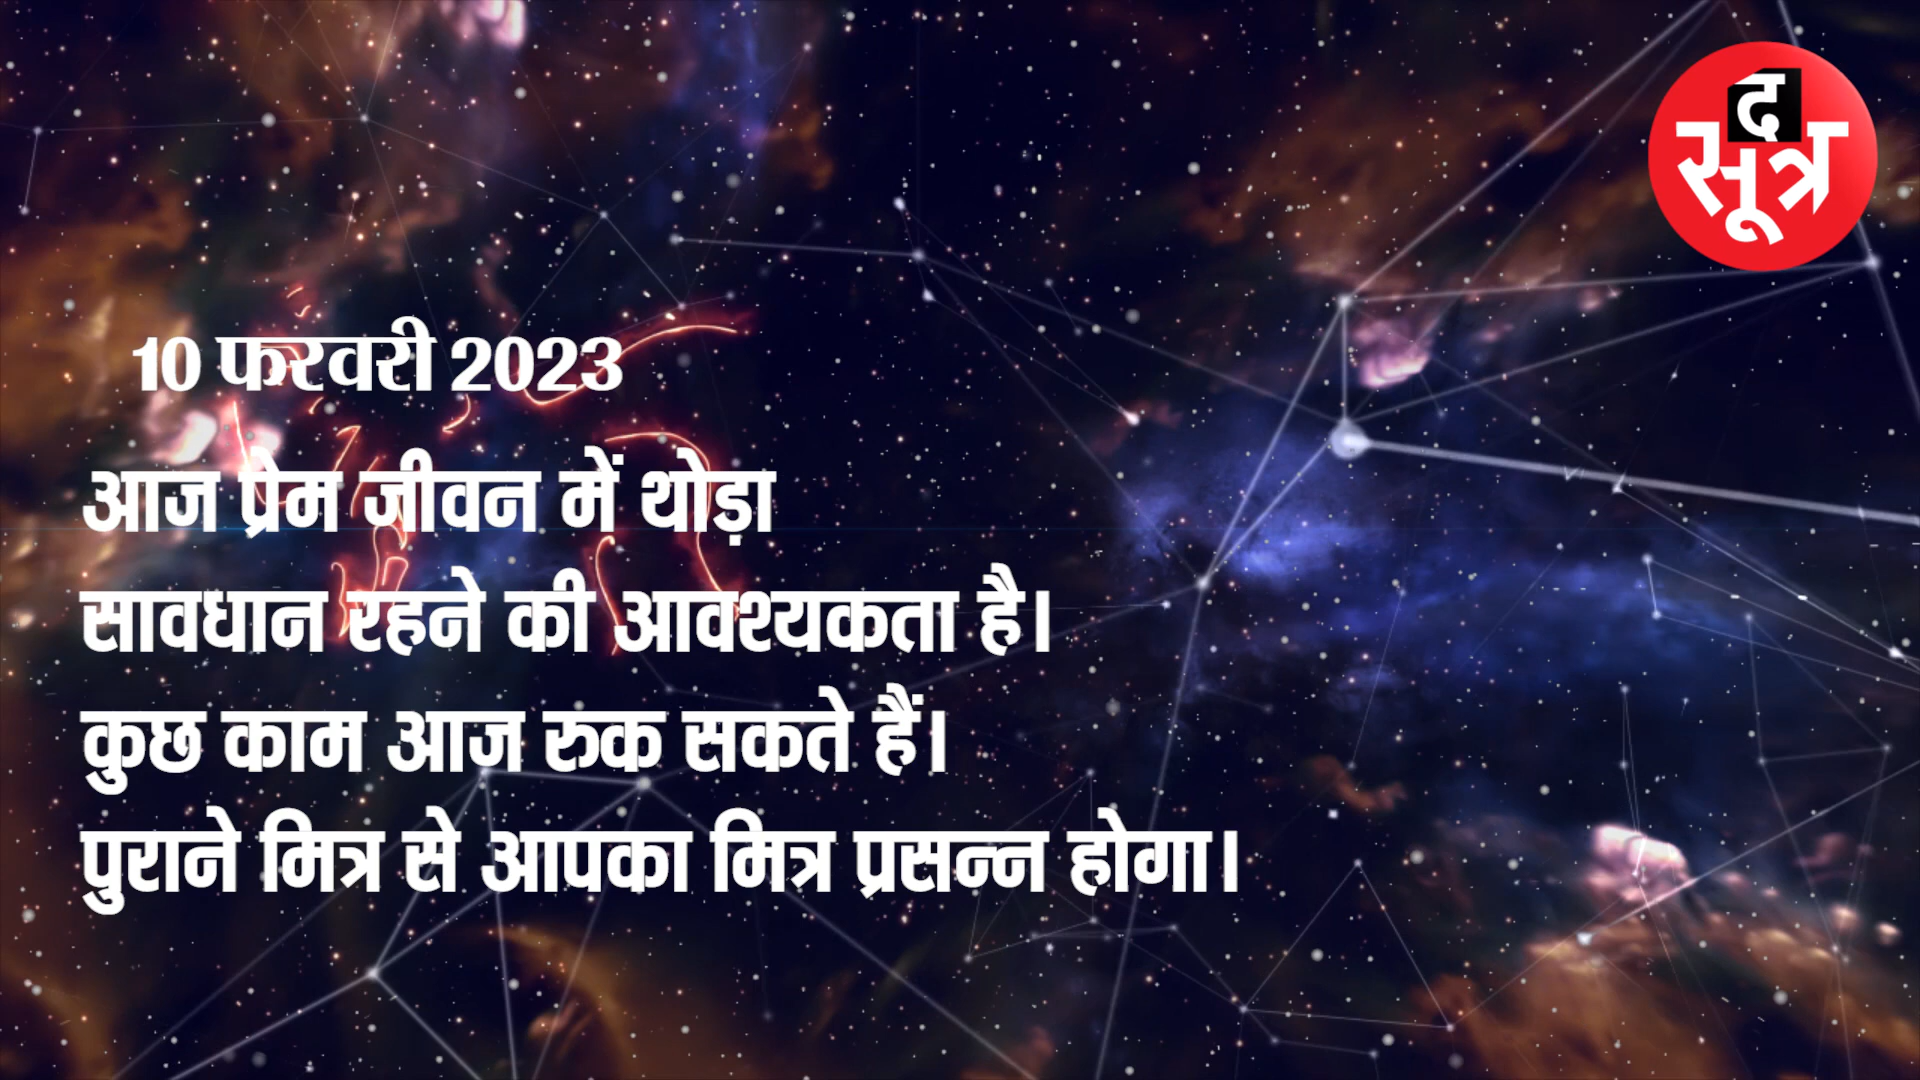 द
सूत्र
10 फरवरी 2023
आज प्रेम जीवन में थोड़ा
सावधान रहने की आवश्यकता है।
कुछ काम आज रुक सकते हैं।
पुराने मित्र से आपका मित्र प्रसन्न होगा।